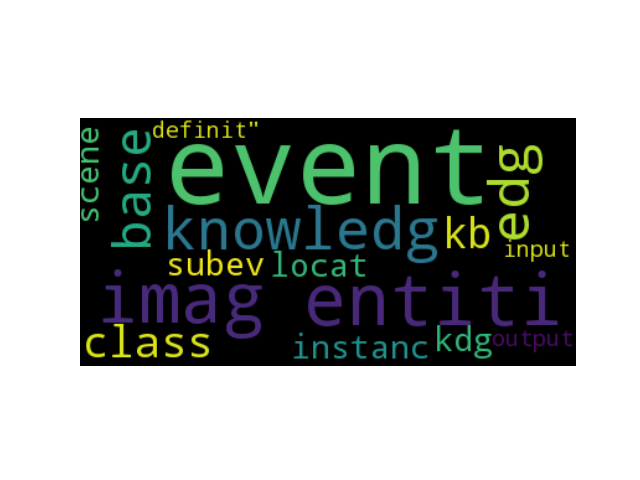 scene
base
definit"
event
edg
knowledg
kb
input
subev
locat
imag
entiti
class
instanc
kdg
output